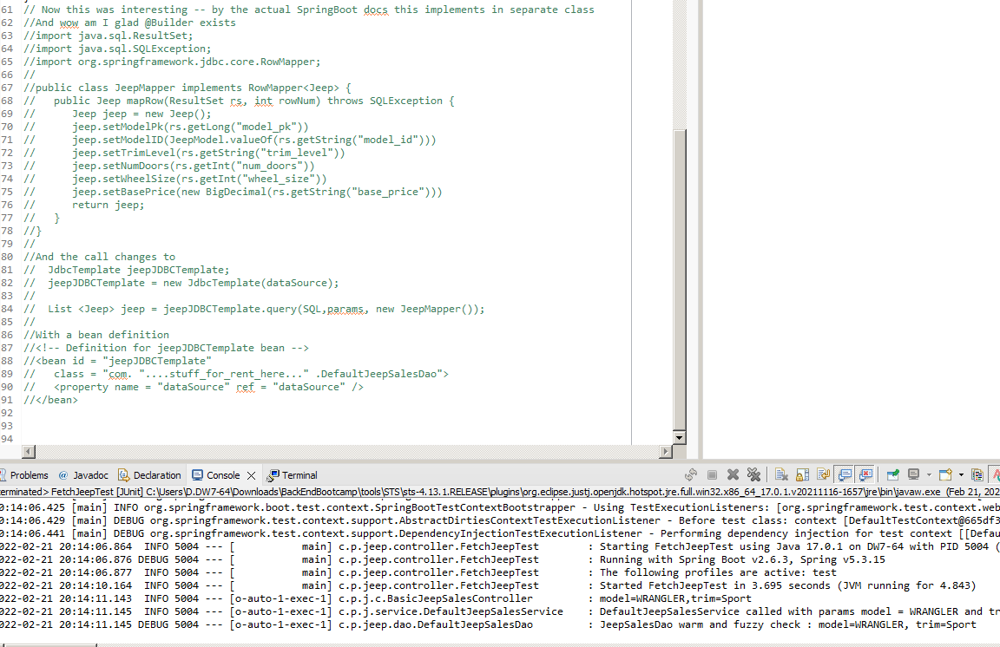 61 // Now this was interesting -- by the actual SpringBoot docs this implements in separate class
62 //And wow am I glad @Builder exists
63 //import java.sql.ResultSet;
64 //import java.sql.SQLException;
65 //import org.springframework.jdbc.core.RowMapper;
66 //
67 //public class JeepMapper implements RowMapper<Jeep> {
68 //   public Jeep mapRow(ResultSet rs, int rowNum) throws SQLException {
69 //      Jeep jeep = new Jeep();
70 //      jeep.setModelPk(rs.getLong("model_pk"))
71 //      jeep.setModelID(JeepModel.valueOf(rs.getString("model_id")))
72 //      jeep.setTrimLevel(rs.getString("trim_level"))
73 //      jeep.setNumDoors(rs.getInt("num_doors"))
74 //      jeep.setWheelSize(rs.getInt("wheel_size"))
75 //      jeep.setBasePrice(new BigDecimal(rs.getString("base_price")))
76 //      return jeep;
77 //   }
78 //}
79 //
80 //And the call changes to
81 //  JdbcTemplate jeepJDBCTemplate;
82 //  jeepJDBCTemplate = new JdbcTemplate(dataSource);
83 //
84 //  List <Jeep> jeep = jeepJDBCTemplate.query(SQL,params, new JeepMapper());
85 //
86 //With a bean definition
87 //<!-- Definition for jeepJDBCTemplate bean -->
88 //<bean id = "jeepJDBCTemplate"
89 //   class = "com. "....stuff_for_rent_here..." .DefaultJeepSalesDao">
90 //   <property name = "dataSource" ref = "dataSource" />
91 //</bean>
92
93
94
Problems @ Javadoc Declaration Console Terminal
terminated> FetchJeepTest [JUnit] C:\Users\D.DW7-64\Downloads\BackEndBootcamp\tools\STS\sts-4.13.1.RELEASE\plugins\org.eclipse.justj.openjdk.hotspot.jre.full.win32.x86_64_17.0.1.v20211116-1657\jre\bin\javaw.exe (Feb 21, 202
0:14:06.425 [main] INFO org.springframework.boot.test.context.SpringBootTestContextBootstrapper - Using TestExecutionListeners: [org.springframework.test.context.web
0:14:06.429 [main] DEBUG org.springframework.test.context.support.AbstractDirtiesContextTestExecutionListener - Before test class: context [DefaultTestContext@665df3
0:14:06.441 [main] DEBUG org.springframework.test.context.support.DependencyInjectionTestExecutionListener - Performing dependency injection for test context [[Defau
022-02-21 20:14:06.864  INFO 5004 --- [           main] c.p.jeep.controller.FetchJeepTest        : Starting FetchJeepTest using Java 17.0.1 on DW7-64 with PID 5004 (
022-02-21 20:14:06.876 DEBUG 5004 --- [           main] c.p.jeep.controller.FetchJeepTest        : Running with Spring Boot v2.6.3, Spring v5.3.15
022-02-21 20:14:06.877  INFO 5004 --- [           main] c.p.jeep.controller.FetchJeepTest        : The following profiles are active: test
022-02-21 20:14:10.164  INFO 5004 --- [           main] c.p.jeep.controller.FetchJeepTest        : Started FetchJeepTest in 3.695 seconds (JVM running for 4.843)
022-02-21 20:14:11.143  INFO 5004 --- [o-auto-1-exec-1] c.p.j.c.BasicJeepSalesController         : model=WRANGLER,trim=Sport
022-02-21 20:14:11.145  INFO 5004 --- [o-auto-1-exec-1] c.p.j.service.DefaultJeepSalesService    : DefaultJeepSalesService called with params model = WRANGLER and tr
022-02-21 20:14:11.145 DEBUG 5004 --- [o-auto-1-exec-1] c.p.jeep.dao.DefaultJeepSalesDao         : JeepSalesDao warm and fuzzy check : model=WRANGLER, trim=Sport